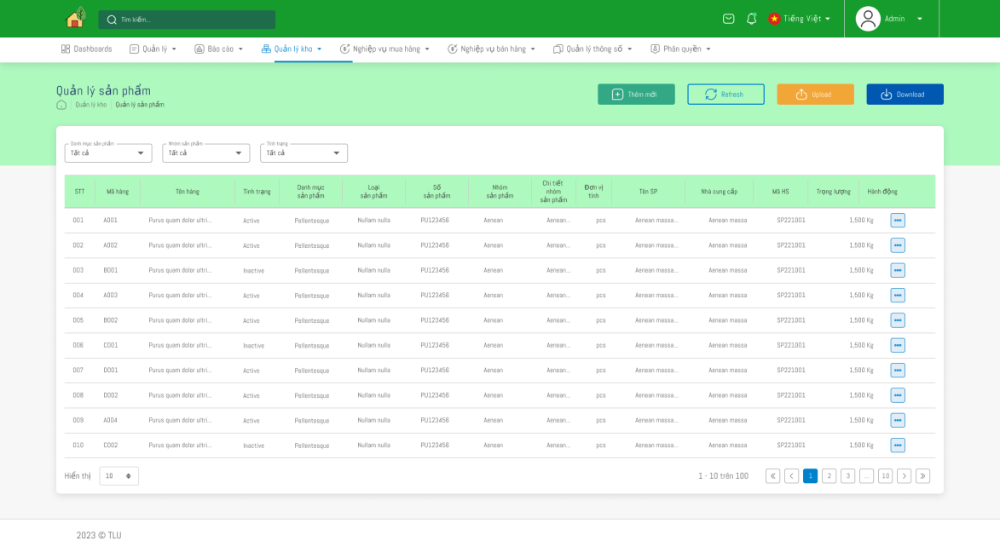 Tìm kiếm...
Tiếng Việt
Admin
Dashboards
Quản lý
Báo cáo
Quản lý kho
Nghiệp vụ mua hàng
Nghiệp vụ bán hàng
Quản lý thông số
Phân quyền
Quản lý sản phẩm
Quản lý kho
Quản lý sản phẩm
Thêm mới
Refresh
Upload
Download
Danh mục sản phẩm
Tất cả
Nhóm sản phẩm
Tất cả
Tình trạng
Tất cả
STT Mã hàng Tên hàng Tình trạng Danh mục sản phẩm Loại sản phẩm Số sản phẩm Nhóm sản phẩm Chi tiết nhóm sản phẩm Đơn vị tính Tên SP Nhà cung cấp Mã HS Trọng lượng Hành động
001 A001 Purus quam dolor ultri... Active Pellentesque Nullam nulla PU123456 Aenean Aenean... pcs Aenean massa... Aenean massa SP221001 1,500 Kg
002 A002 Purus quam dolor ultri... Active Pellentesque Nullam nulla PU123456 Aenean Aenean... pcs Aenean massa... Aenean massa SP221001 1,500 Kg
003 B001 Purus quam dolor ultri... Inactive Pellentesque Nullam nulla PU123456 Aenean Aenean... pcs Aenean massa... Aenean massa SP221001 1,500 Kg
004 A003 Purus quam dolor ultri... Active Pellentesque Nullam nulla PU123456 Aenean Aenean... pcs Aenean massa... Aenean massa SP221001 1,500 Kg
005 B002 Purus quam dolor ultri... Active Pellentesque Nullam nulla PU123456 Aenean Aenean... pcs Aenean massa... Aenean massa SP221001 1,500 Kg
006 C001 Purus quam dolor ultri... Inactive Pellentesque Nullam nulla PU123456 Aenean Aenean... pcs Aenean massa... Aenean massa SP221001 1,500 Kg
007 D001 Purus quam dolor ultri... Active Pellentesque Nullam nulla PU123456 Aenean Aenean... pcs Aenean massa... Aenean massa SP221001 1,500 Kg
008 D002 Purus quam dolor ultri... Active Pellentesque Nullam nulla PU123456 Aenean Aenean... pcs Aenean massa... Aenean massa SP221001 1,500 Kg
009 A004 Purus quam dolor ultri... Active Pellentesque Nullam nulla PU123456 Aenean Aenean... pcs Aenean massa... Aenean massa SP221001 1,500 Kg
010 C002 Purus quam dolor ultri... Inactive Pellentesque Nullam nulla PU123456 Aenean Aenean... pcs Aenean massa... Aenean massa SP221001 1,500 Kg
Hiển thị 10
1 - 10 trên 100
1 2 3 ... 10
2023 © TLU